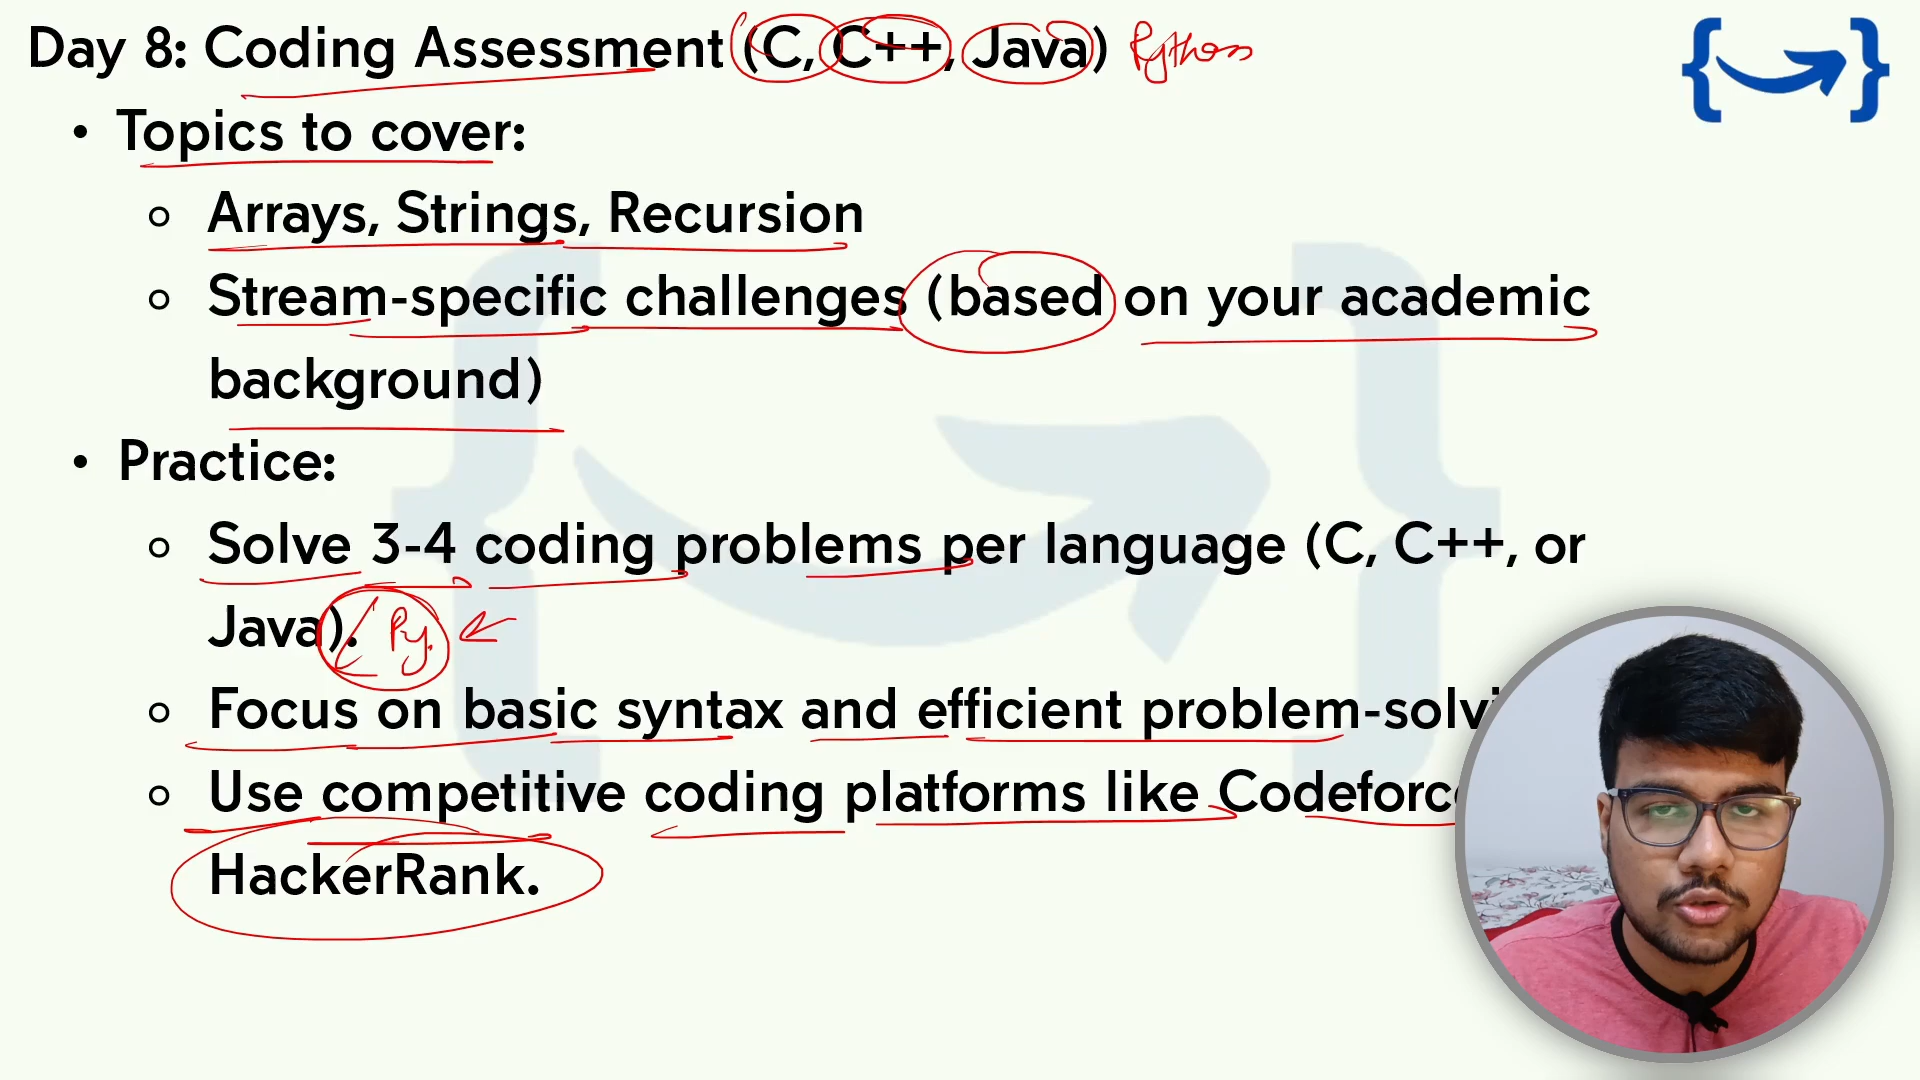 Day 8: Coding Assessment (C, C++, Java) Python
• Topics to cover:
Arrays, Strings, Recursion
Stream-specific challenges (based on your academic
background)
• Practice:
Solve 3-4 coding problems per language (C, C++, or
Java). / Py.
Focus on basic syntax and efficient problem-solvi
Use competitive coding platforms like Codeforc
HackerRank.